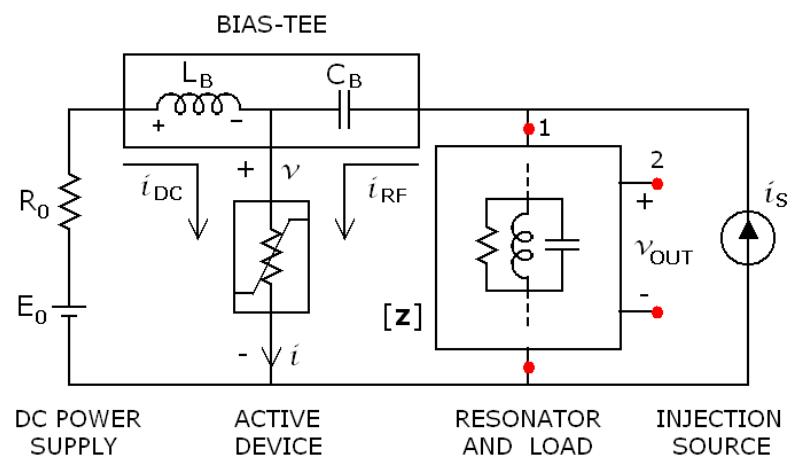 BIAS-TEE
L_B
C_B
+ -
1
+ ν
i_DC
i_RF
2
R_0
+
i_S
ν_OUT
E_0
[z]
-
- i
DC POWER SUPPLY
ACTIVE DEVICE
RESONATOR AND LOAD
INJECTION SOURCE